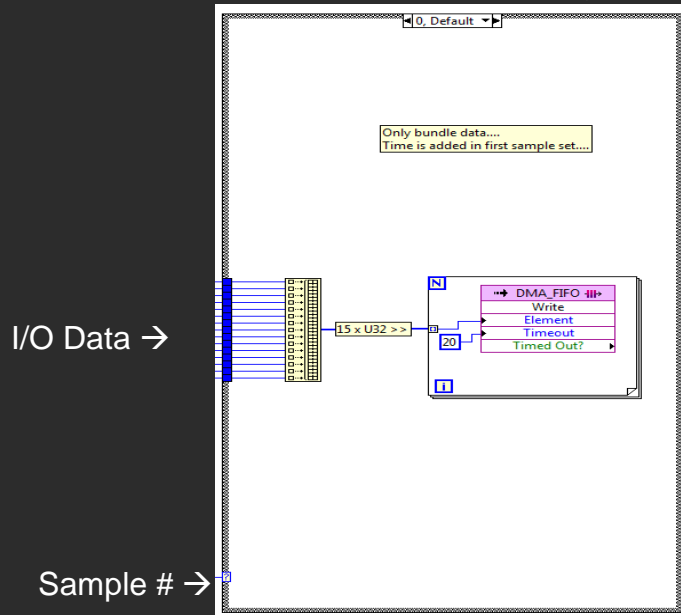 0, Default
Only bundle data....
Time is added in first sample set....
N
DMA_FIFO
Write
I/O Data →
15 x U32 >>
Element
20
Timeout
Timed Out?
i
Sample # →
?